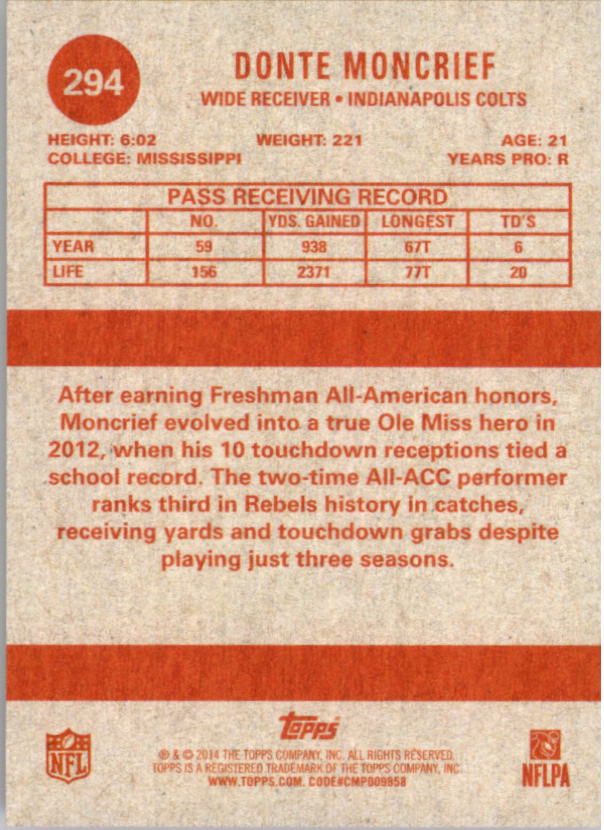 294
DONTE MONCRIEF
WIDE RECEIVER • INDIANAPOLIS COLTS
HEIGHT: 6:02 WEIGHT: 221 AGE: 21
COLLEGE: MISSISSIPPI YEARS PRO: R
PASS RECEIVING RECORD
NO. YDS. GAINED LONGEST TD'S
YEAR 59 938 67T 6
LIFE 156 2371 77T 20
After earning Freshman All-American honors,
Moncrief evolved into a true Ole Miss hero in
2012, when his 10 touchdown receptions tied a
school record. The two-time All-ACC performer
ranks third in Rebels history in catches,
receiving yards and touchdown grabs despite
playing just three seasons.
NFL
Topps
® & © 2014 THE TOPPS COMPANY, INC. ALL RIGHTS RESERVED.
TOPPS IS A REGISTERED TRADEMARK OF THE TOPPS COMPANY, INC.
WWW.TOPPS.COM. CODE#CMP009858
NFLPA